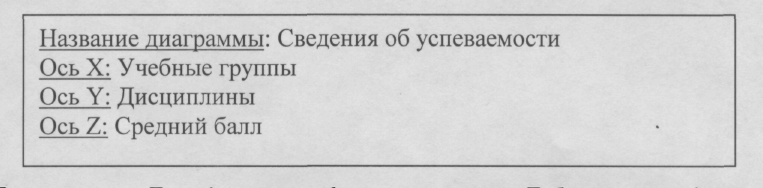 Название диаграммы: Сведения об успеваемости
Ось X: Учебные группы
Ось Y: Дисциплины
Ось Z: Средний балл